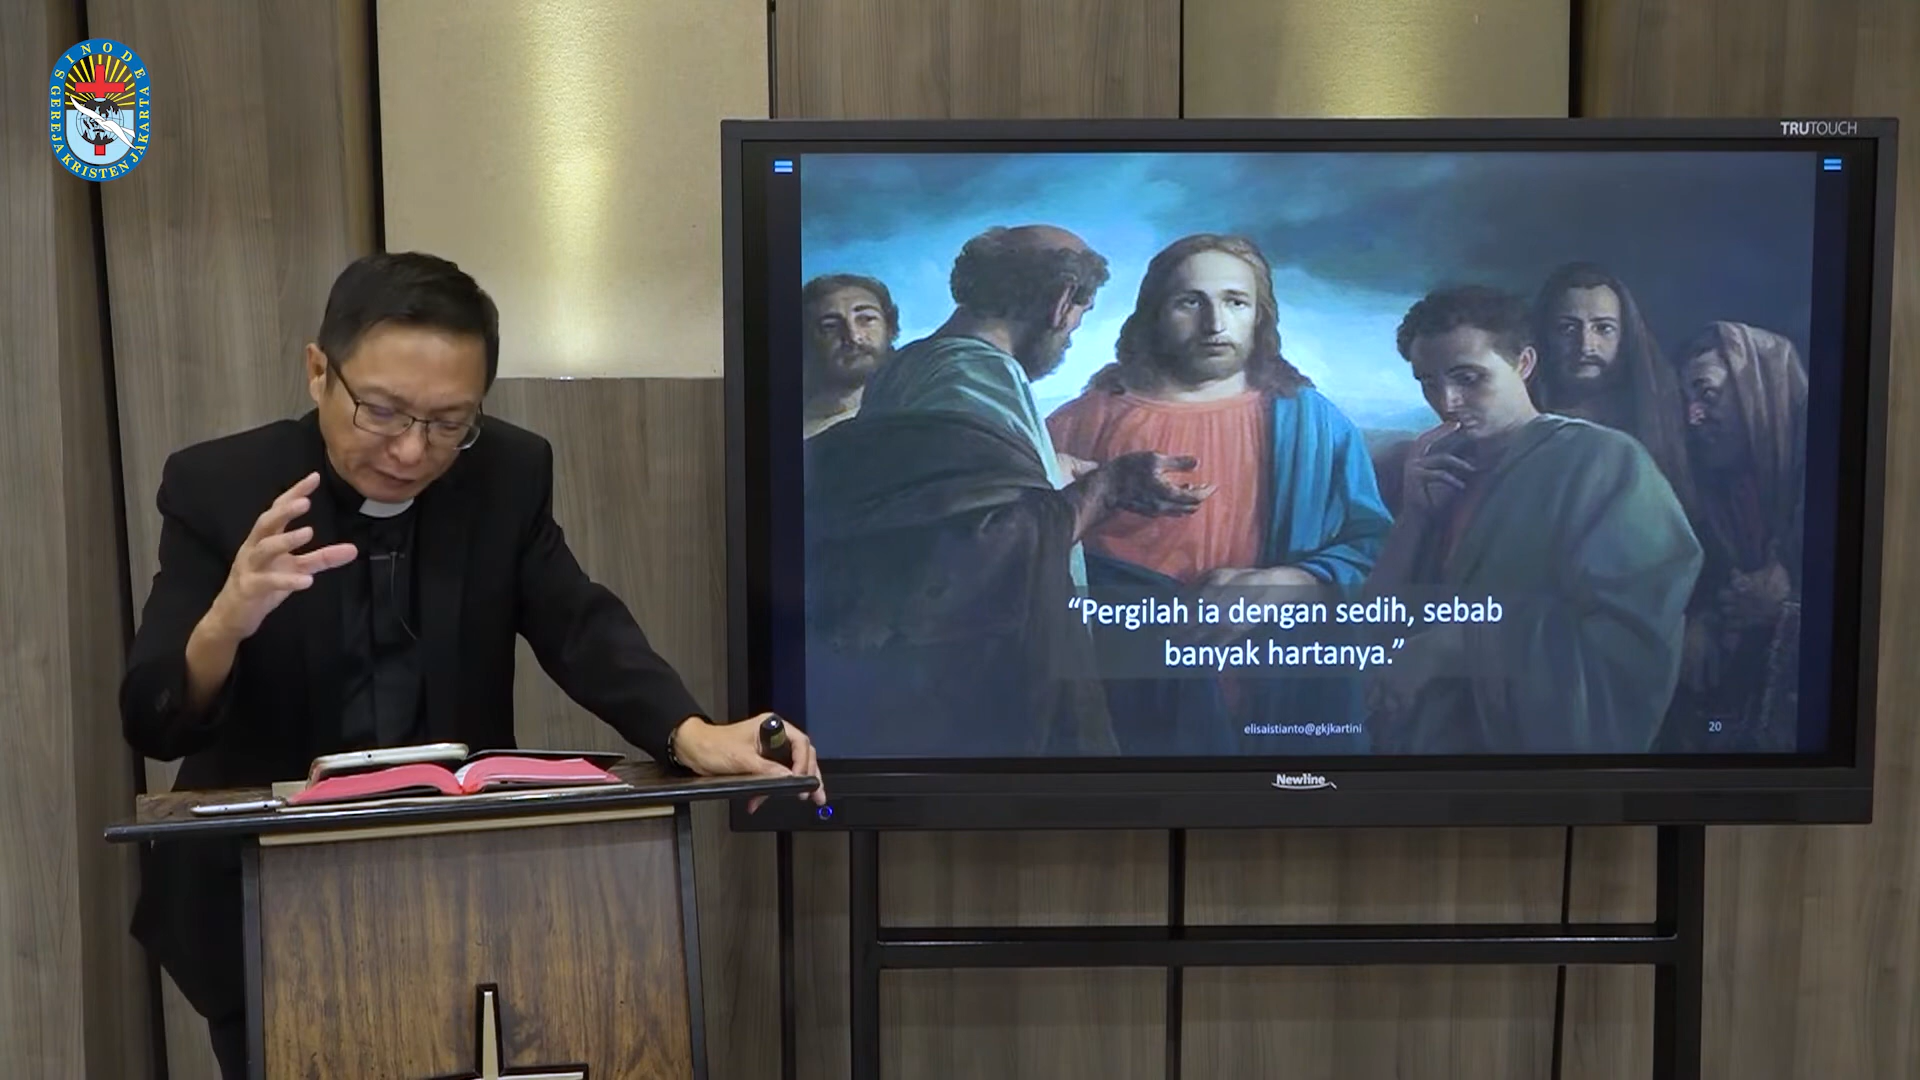 SINODE
GEREJA KRISTEN JAKARTA
TRUTOUCH
“Pergilah ia dengan sedih, sebab
banyak hartanya.”
elisaistianto@gkjkartini
20
Newline